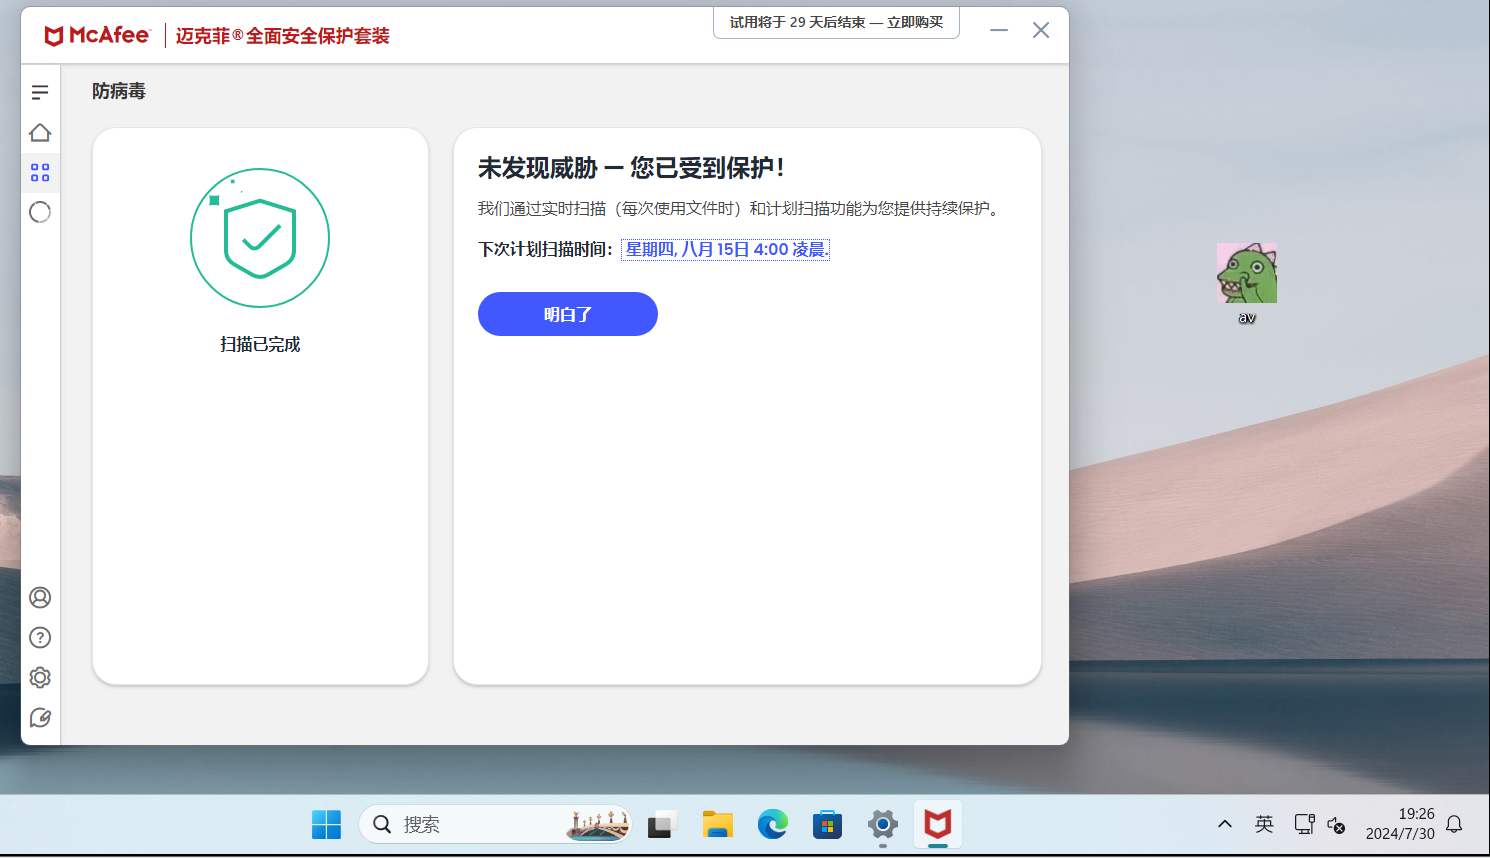 McAfee 迈克菲®全面安全保护套装
试用将于 29 天后结束 — 立即购买
防病毒
扫描已完成
未发现威胁 — 您已受到保护！
我们通过实时扫描（每次使用文件时）和计划扫描功能为您提供持续保护。
下次计划扫描时间： 星期四, 八月 15日 4:00 凌晨.
明白了
av
搜索
英
19:26
2024/7/30